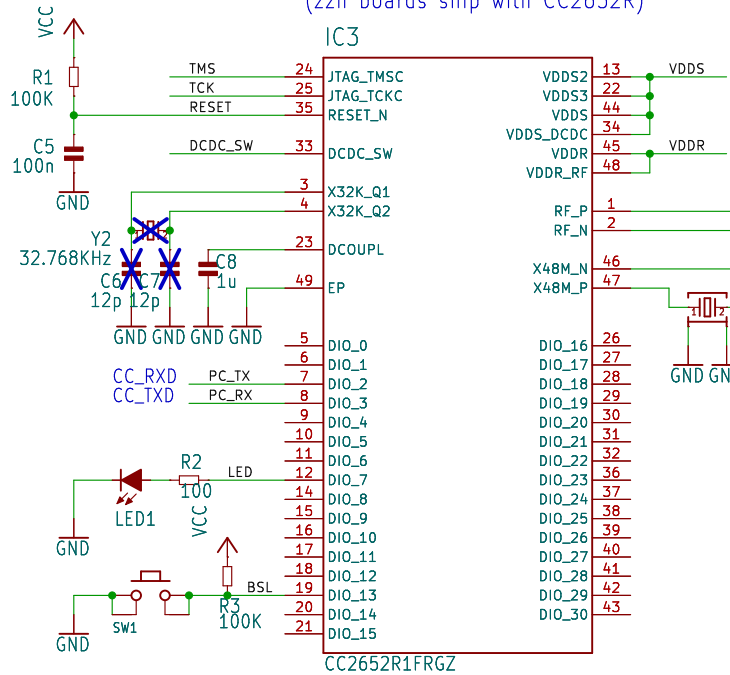 (zzh boards ship with CC2652R)
IC3
VCC
R1
100K
C5
100n
GND
TMS
TCK
RESET
DCDC_SW
24 JTAG_TMSC
25 JTAG_TCKC
35 RESET_N
33 DCDC_SW
3 X32K_Q1
4 X32K_Q2
23 DCOUPL
49 EP
Y2
32.768KHz
C6 C7
12p 12p
C8
1u
GND GND GND GND
5 DIO_0
6 DIO_1
CC_RXD PC_TX 7 DIO_2
CC_TXD PC_RX 8 DIO_3
9 DIO_4
10 DIO_5
11 DIO_6
R2
100
LED 12 DIO_7
LED1
GND
14 DIO_8
15 DIO_9
16 DIO_10
17 DIO_11
18 DIO_12
VCC
R3
100K
BSL 19 DIO_13
20 DIO_14
21 DIO_15
SW1
GND
VDDS2 13 VDDS
VDDS3 22
VDDS 44
VDDS_DCDC 34
VDDR 45 VDDR
VDDR_RF 48
RF_P 1
RF_N 2
X48M_N 46
X48M_P 47
1 2
GND GN
DIO_16 26
DIO_17 27
DIO_18 28
DIO_19 29
DIO_20 30
DIO_21 31
DIO_22 32
DIO_23 36
DIO_24 37
DIO_25 38
DIO_26 39
DIO_27 40
DIO_28 41
DIO_29 42
DIO_30 43
CC2652R1FRGZ